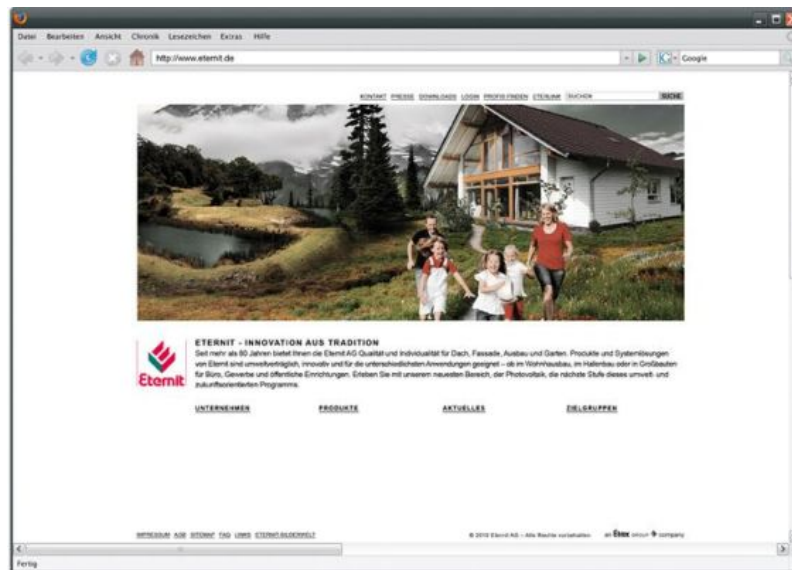 Datei Bearbeiten Ansicht Chronik Lesezeichen Extras Hilfe
http://www.eternit.de
Google
KONTAKT PRESSE DOWNLOADS LOGIN PROFIS FINDEN ETERLINK SUCHEN SUCHE
ETERNIT - INNOVATION AUS TRADITION
Seit mehr als 80 Jahren bietet Ihnen die Eternit AG Qualität und Individualität für Dach, Fassade, Ausbau und Garten. Produkte und Systemlösungen
von Eternit sind umweltverträglich, innovativ und für die unterschiedlichsten Anwendungen geeignet – ob im Wohnhausbau, im Hallenbau oder in Großbauten
für Büro, Gewerbe und öffentliche Einrichtungen. Erleben Sie mit unserem neuesten Bereich, der Photovoltaik, die nächste Stufe dieses umwelt- und
zukunftsorientierten Programms.
Eternit
UNTERNEHMEN PRODUKTE AKTUELLES ZIELGRUPPEN
IMPRESSUM AGB SITEMAP FAQ LINKS ETERNIT-BILDERWELT © 2010 Eternit AG - Alle Rechte vorbehalten an Etex GROUP company
Fertig